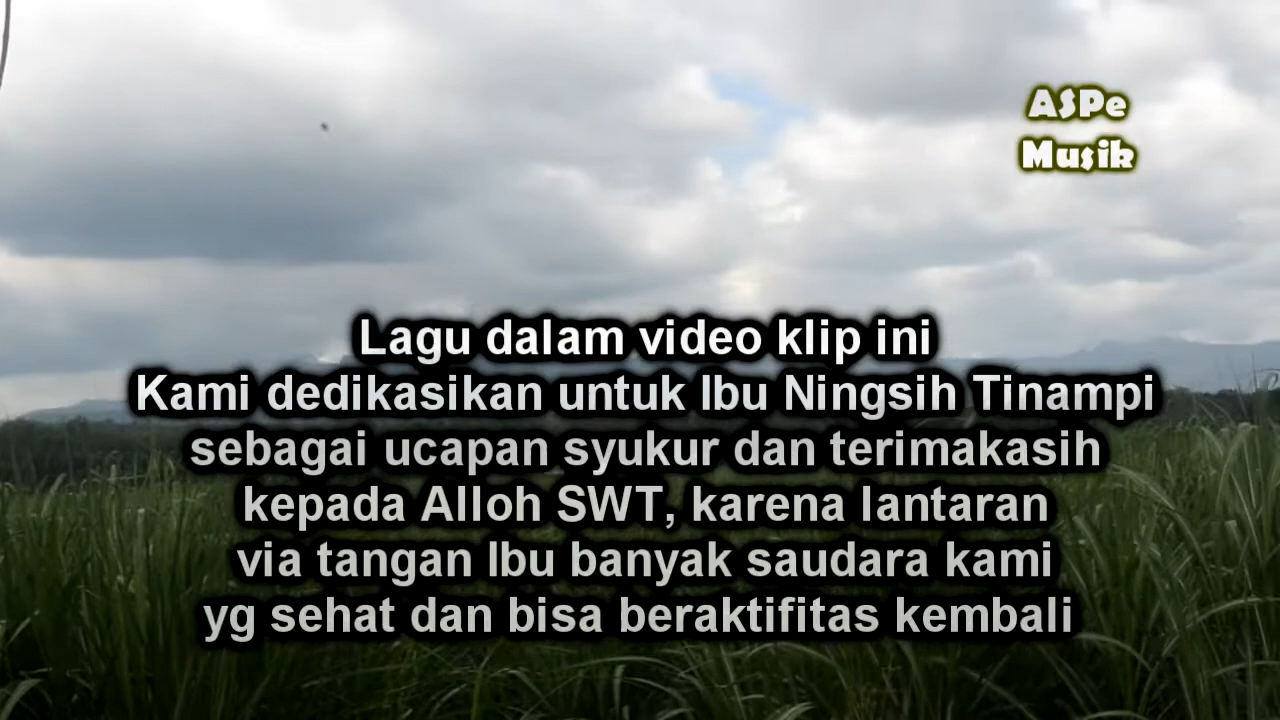 ASPe
Musik
Lagu dalam video klip ini
Kami dedikasikan untuk Ibu Ningsih Tinampi
sebagai ucapan syukur dan terimakasih
kepada Alloh SWT, karena lantaran
via tangan Ibu banyak saudara kami
yg sehat dan bisa beraktifitas kembali